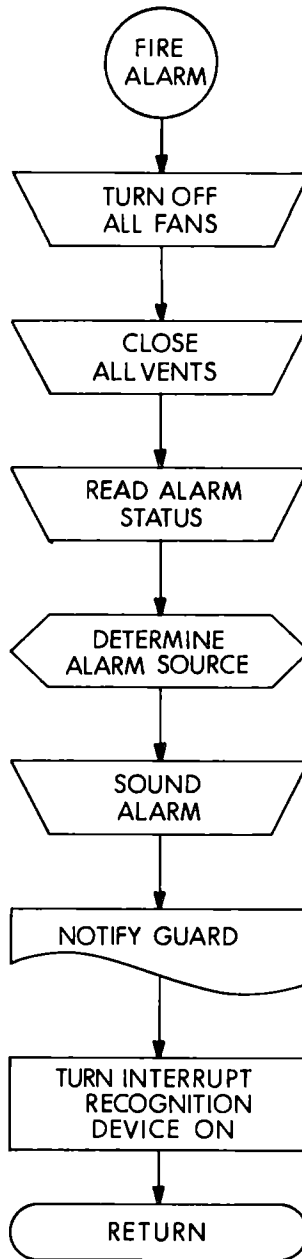 FIRE
ALARM
TURN OFF
ALL FANS
CLOSE
ALL VENTS
READ ALARM
STATUS
DETERMINE
ALARM SOURCE
SOUND
ALARM
NOTIFY GUARD
TURN INTERRUPT
RECOGNITION
DEVICE ON
RETURN